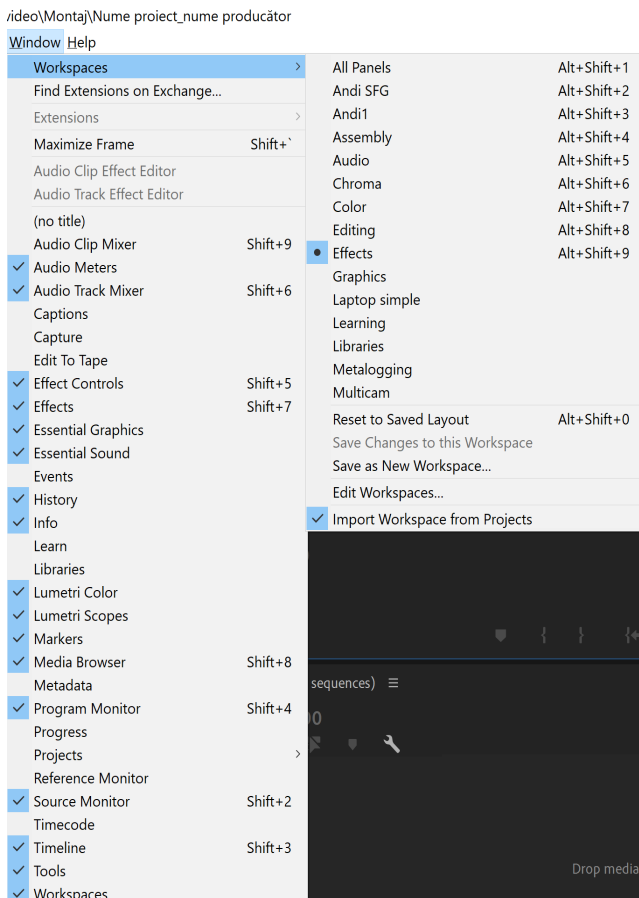 video\Montaj\Nume proiect_nume producător
Window Help
Workspaces
Find Extensions on Exchange...
Extensions
Maximize Frame Shift+`
Audio Clip Effect Editor
Audio Track Effect Editor
(no title)
Audio Clip Mixer Shift+9
Audio Meters
Audio Track Mixer Shift+6
Captions
Capture
Edit To Tape
Effect Controls Shift+5
Effects Shift+7
Essential Graphics
Essential Sound
Events
History
Info
Learn
Libraries
Lumetri Color
Lumetri Scopes
Markers
Media Browser Shift+8
Metadata
Program Monitor Shift+4
Progress
Projects
Reference Monitor
Source Monitor Shift+2
Timecode
Timeline Shift+3
Tools
Workspaces
All Panels Alt+Shift+1
Andi SFG Alt+Shift+2
Andi1 Alt+Shift+3
Assembly Alt+Shift+4
Audio Alt+Shift+5
Chroma Alt+Shift+6
Color Alt+Shift+7
Editing Alt+Shift+8
Effects Alt+Shift+9
Graphics
Laptop simple
Learning
Libraries
Metalogging
Multicam
Reset to Saved Layout Alt+Shift+0
Save Changes to this Workspace
Save as New Workspace...
Edit Workspaces...
Import Workspace from Projects
sequences)
00
Drop media